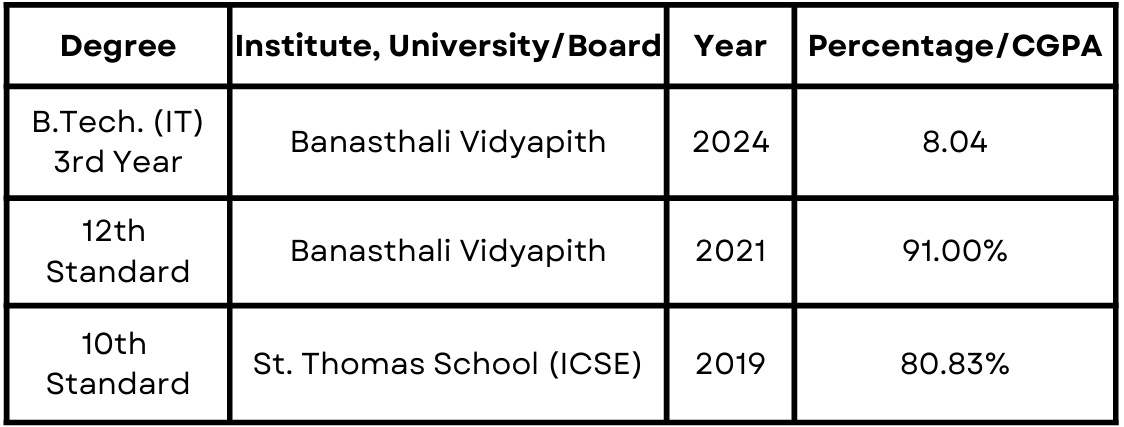 Degree Institute, University/Board Year Percentage/CGPA
B.Tech. (IT)
3rd Year
Banasthali Vidyapith 2024 8.04
12th
Standard
Banasthali Vidyapith 2021 91.00%
10th
Standard
St. Thomas School (ICSE) 2019 80.83%